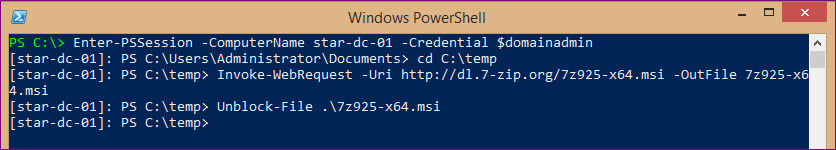 Windows PowerShell
PS C:\> Enter-PSSession -ComputerName star-dc-01 -Credential $domainadmin
[star-dc-01]: PS C:\Users\Administrator\Documents> cd C:\temp
[star-dc-01]: PS C:\temp> Invoke-WebRequest -Uri http://dl.7-zip.org/7z925-x64.msi -OutFile 7z925-x6
4.msi
[star-dc-01]: PS C:\temp> Unblock-File .\7z925-x64.msi
[star-dc-01]: PS C:\temp>